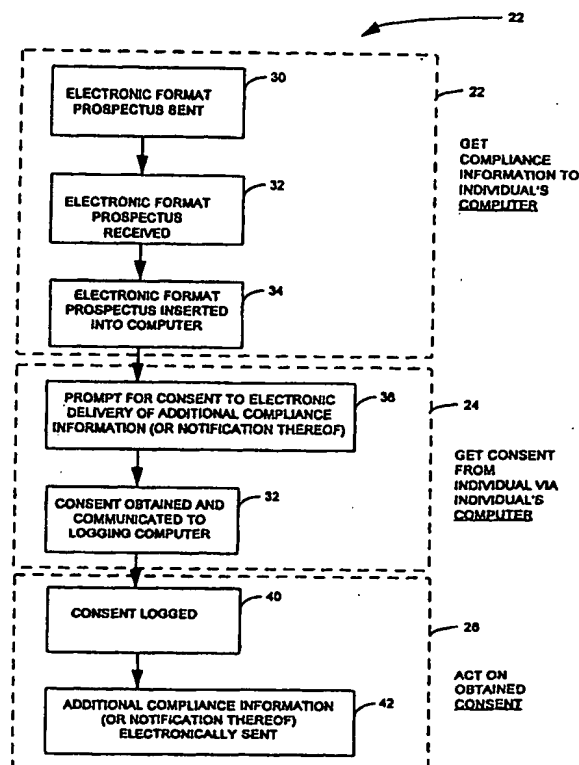 22
ELECTRONIC FORMAT
PROSPECTUS SENT
30
22
GET
COMPLIANCE
INFORMATION TO
INDIVIDUAL'S
COMPUTER
ELECTRONIC FORMAT
PROSPECTUS
RECEIVED
32
ELECTRONIC FORMAT
PROSPECTUS INSERTED
INTO COMPUTER
34
PROMPT FOR CONSENT TO ELECTRONIC
DELIVERY OF ADDITIONAL COMPLIANCE
INFORMATION (OR NOTIFICATION THEREOF)
36
24
GET CONSENT
FROM
INDIVIDUAL VIA
INDIVIDUAL'S
COMPUTER
CONSENT OBTAINED AND
COMMUNICATED TO
LOGGING COMPUTER
32
CONSENT LOGGED
40
26
ACT ON
OBTAINED
CONSENT
ADDITIONAL COMPLIANCE INFORMATION
(OR NOTIFICATION THEREOF)
ELECTRONICALLY SENT
42